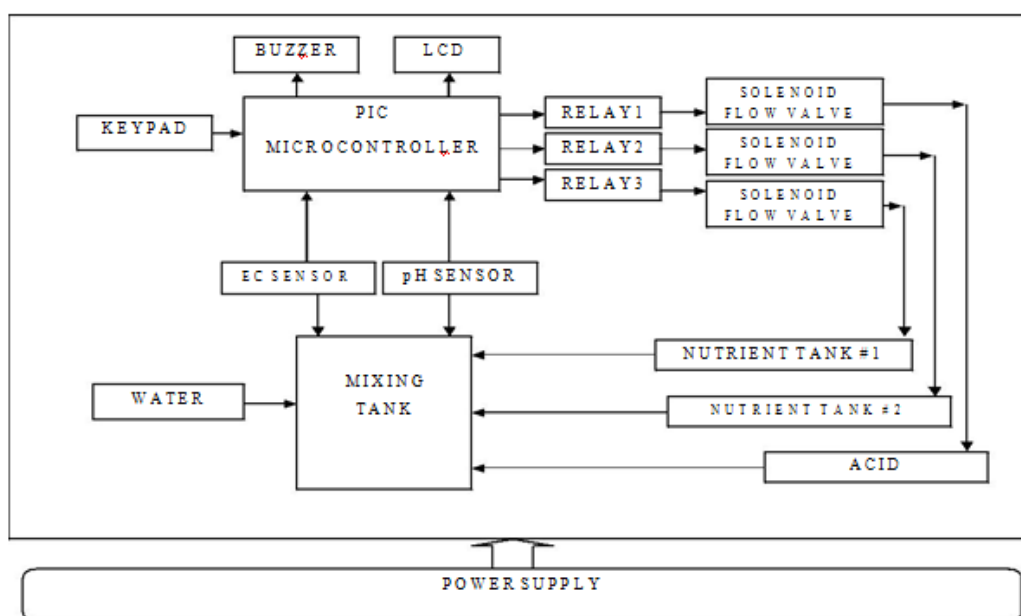 BUZZER
LCD
PIC
MICROCONTROLLER
KEYPAD
RELAY1
RELAY2
RELAY3
SOLENOID
FLOW VALVE
SOLENOID
FLOW VALVE
SOLENOID
FLOW VALVE
EC SENSOR
pH SENSOR
MIXING
TANK
WATER
NUTRIENT TANK #1
NUTRIENT TANK #2
ACID
POWER SUPPLY